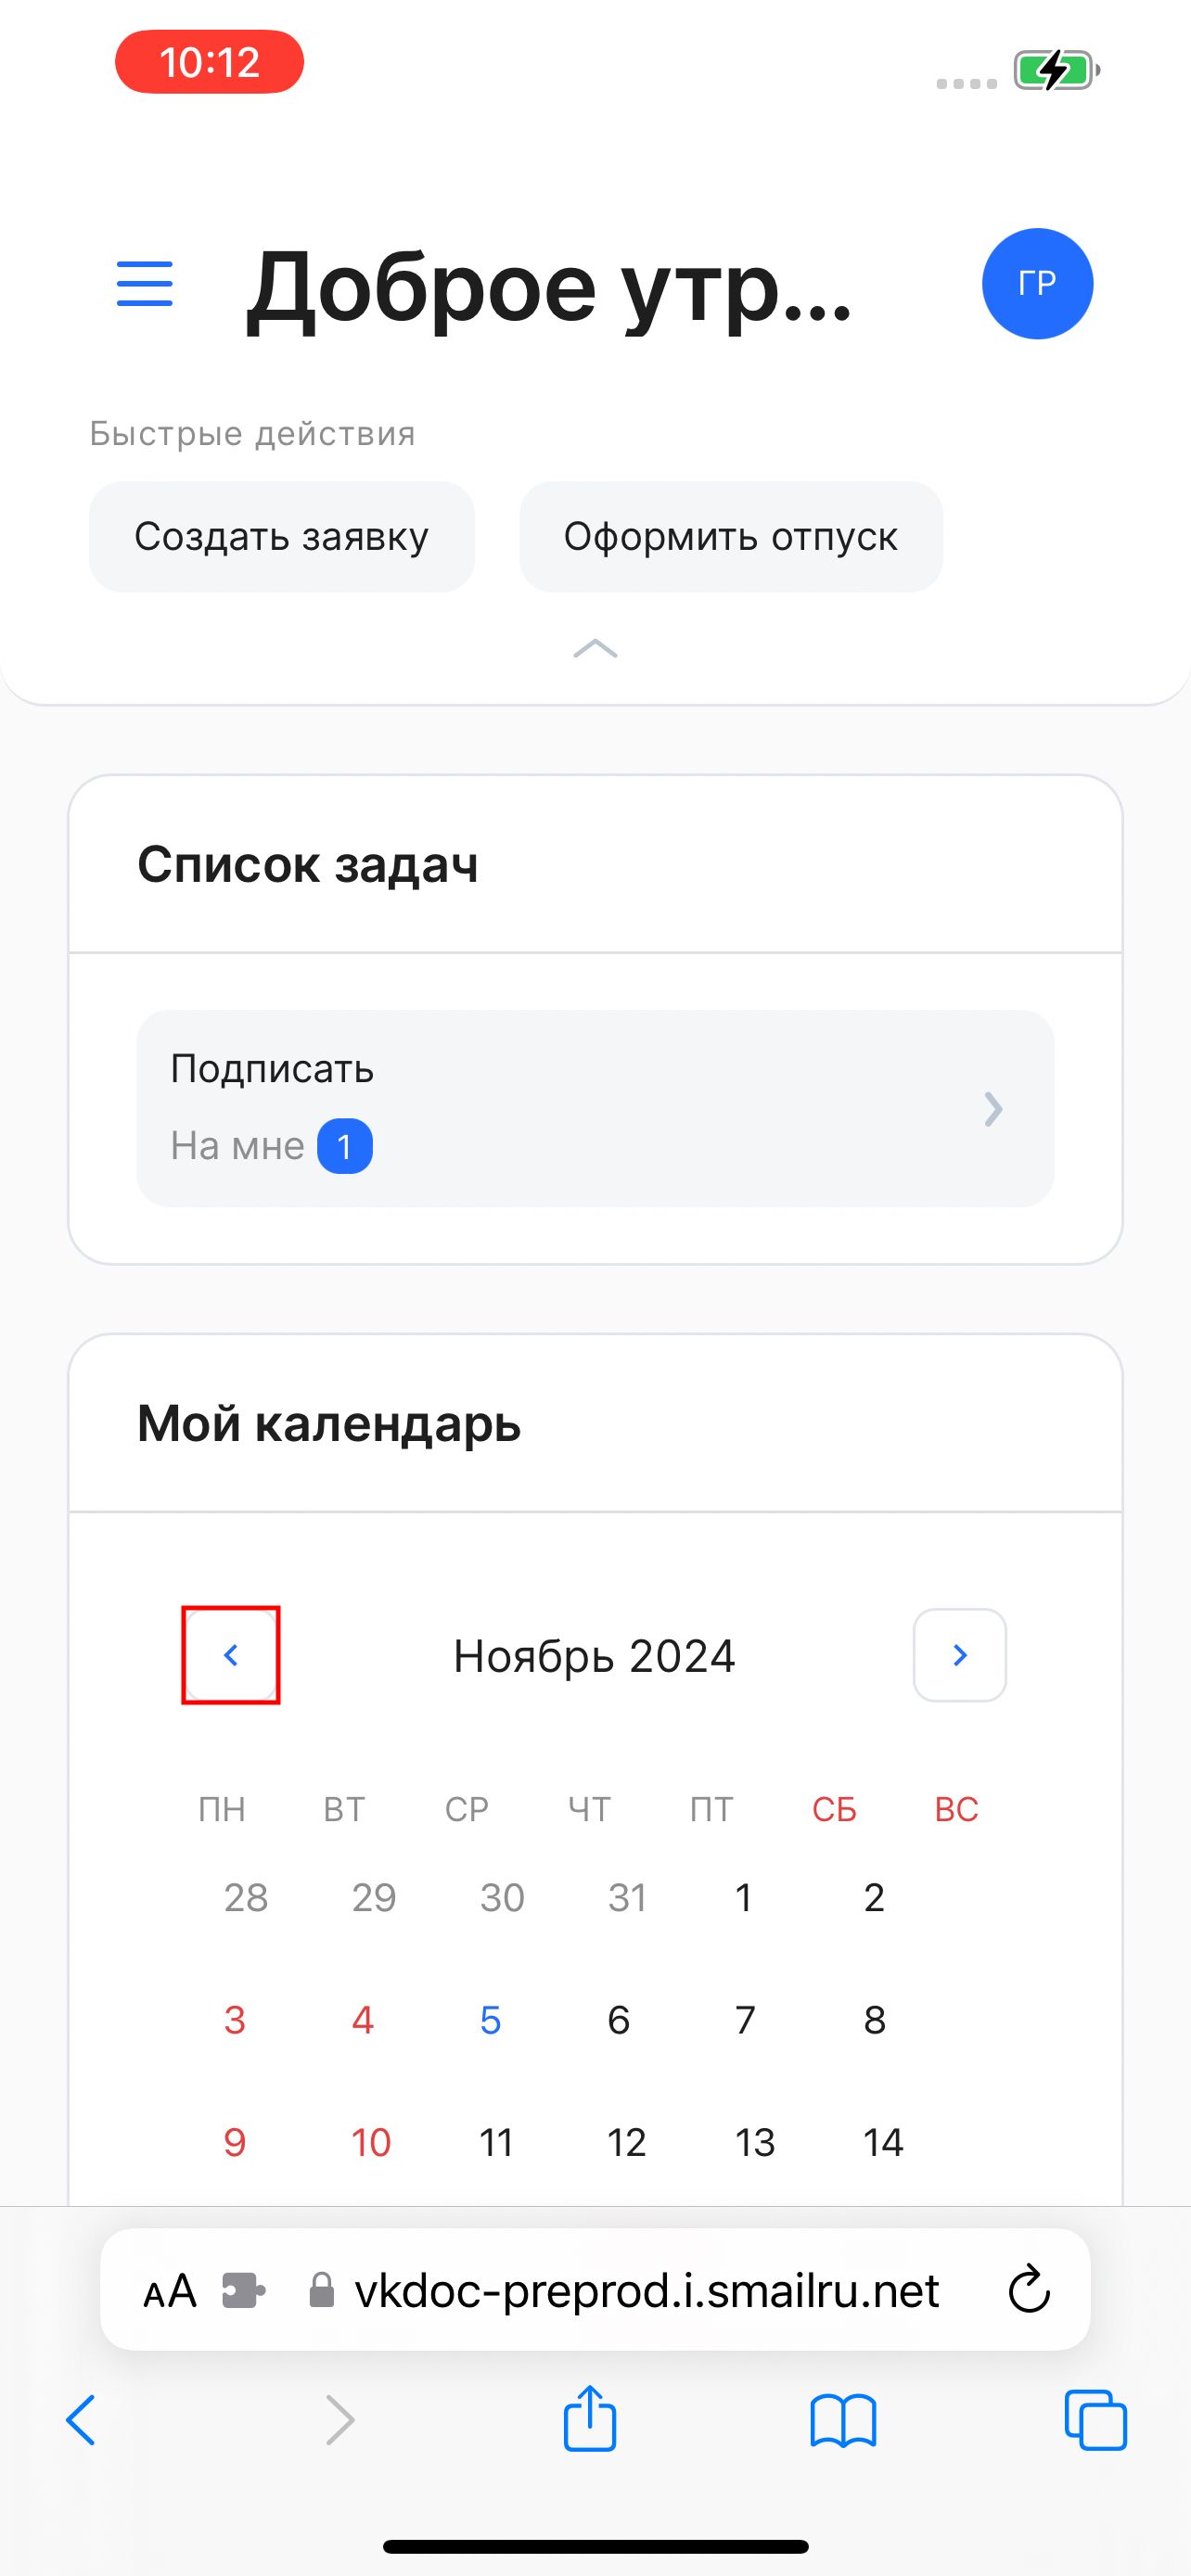 10:12
Доброе утр...
ГР
Быстрые действия
Создать заявку
Оформить отпуск
Список задач
Подписать
На мне 1
Мой календарь
Ноябрь 2024
ПН ВТ СР ЧТ ПТ СБ ВС
28 29 30 31 1 2
3 4 5 6 7 8
9 10 11 12 13 14
AA vkdoc-preprod.i.smailru.net